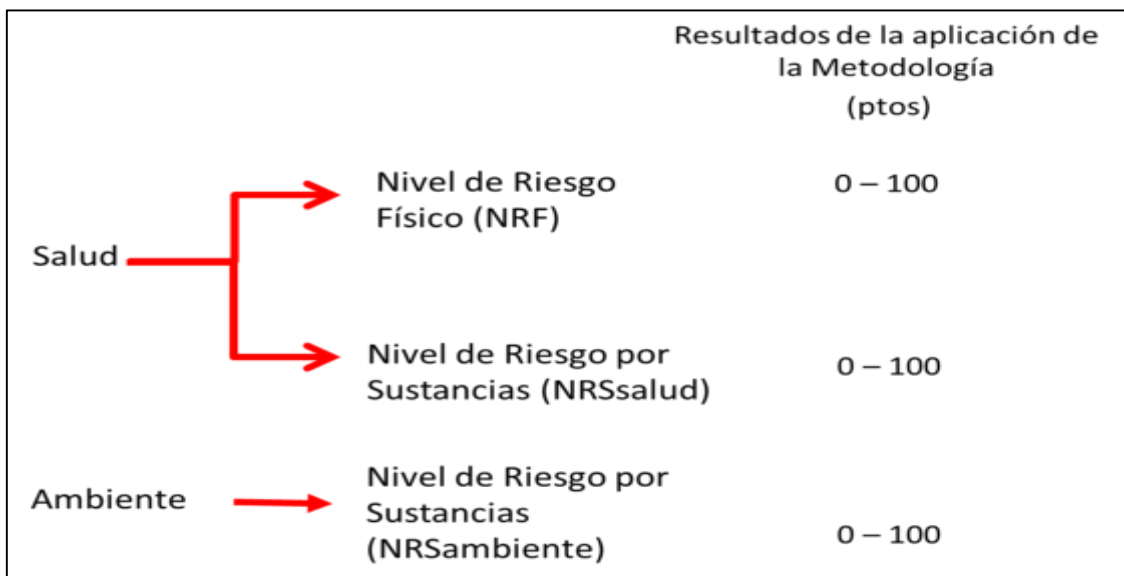 Resultados de la aplicación de
la Metodología
(ptos)
Salud
Nivel de Riesgo
Físico (NRF)
0 – 100
Nivel de Riesgo por
Sustancias (NRSsalud)
0 – 100
Ambiente
Nivel de Riesgo por
Sustancias
(NRSambiente)
0 – 100